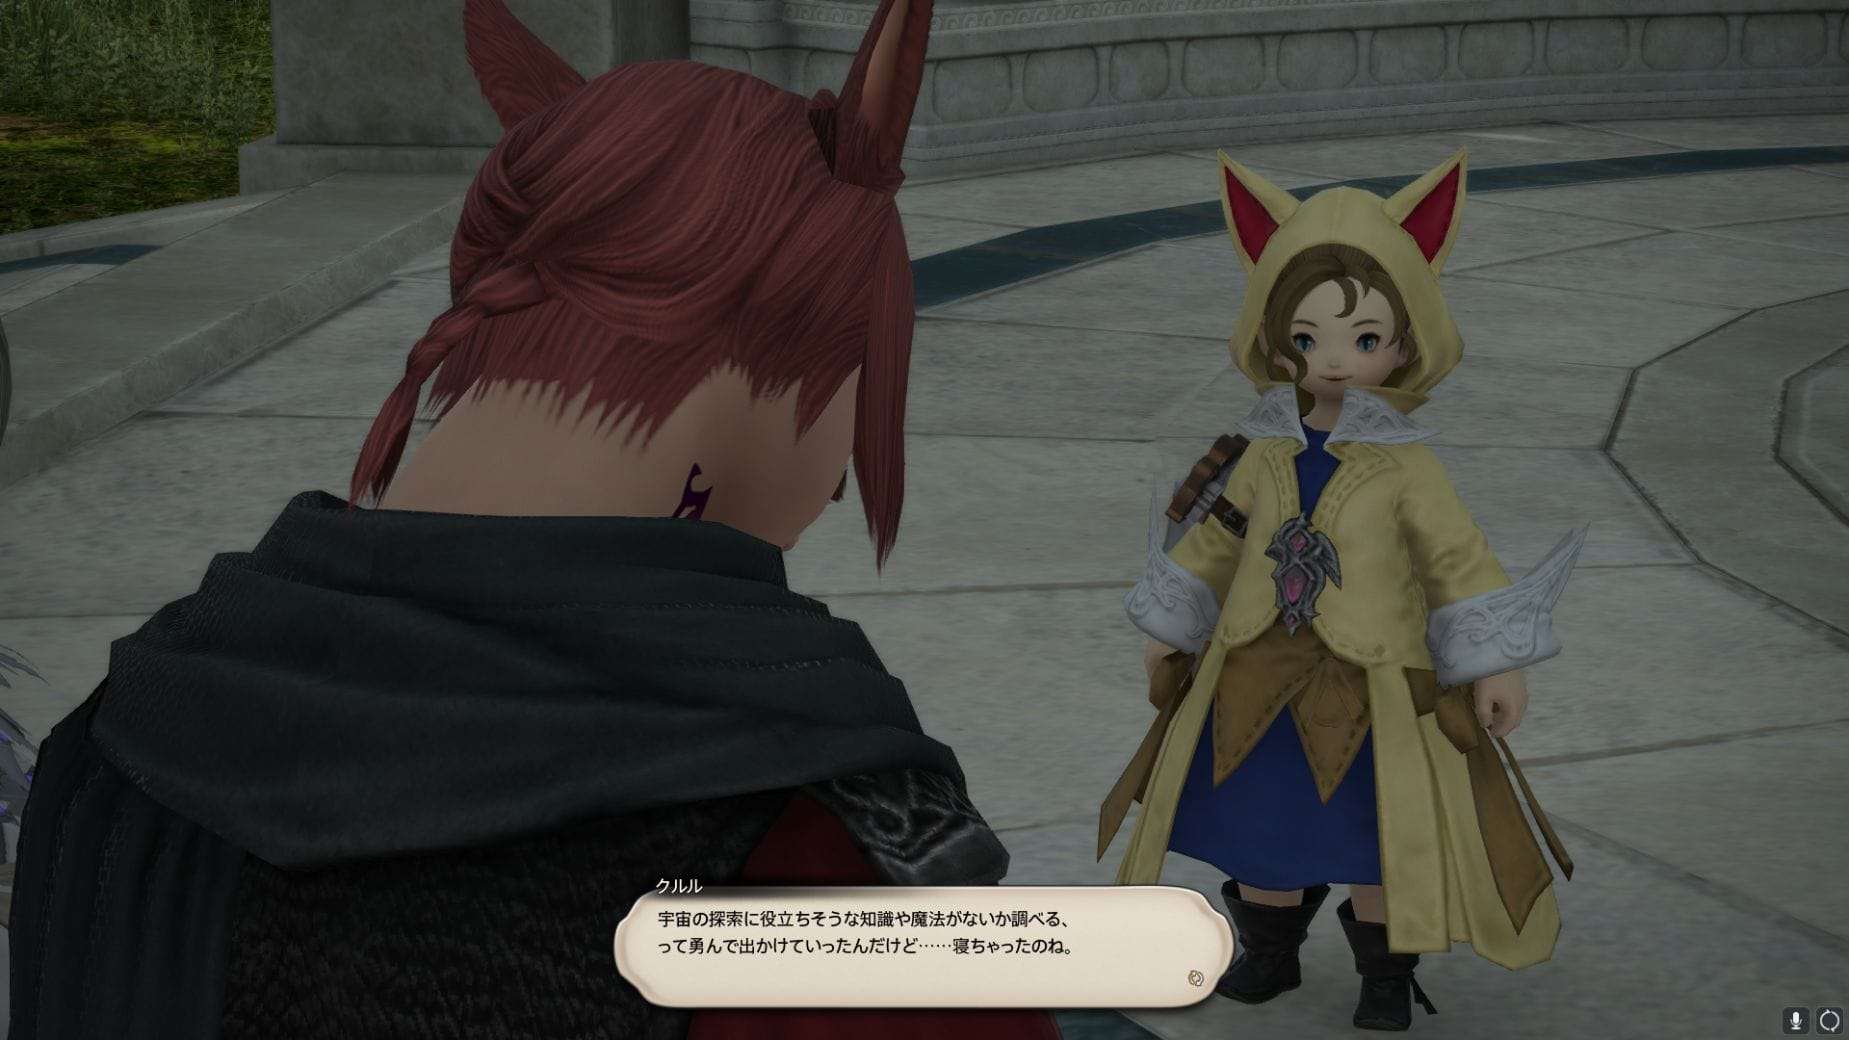 クルル
宇宙の探索に役立ちそうな知識や魔法がないか調べる、
って勇んで出かけていったんだけど……寝ちゃったのね。